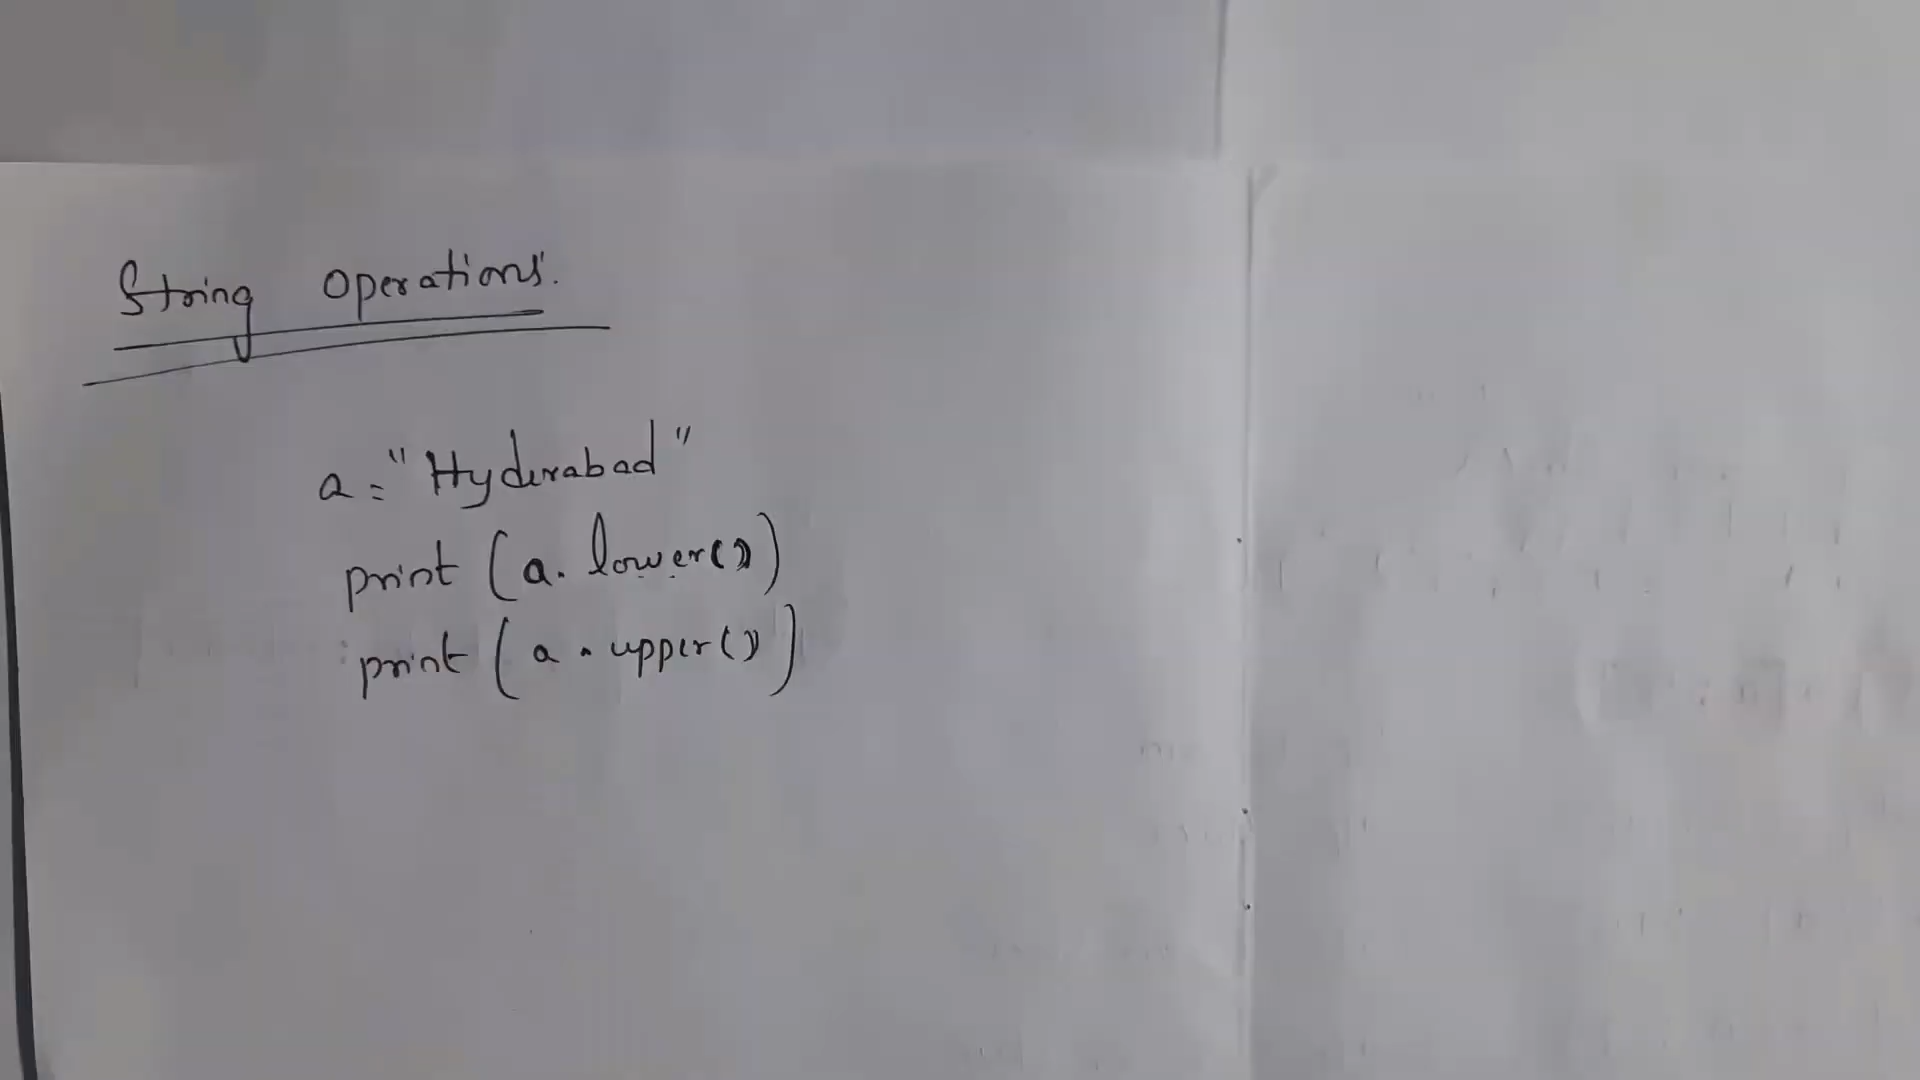 String Operations.
a = "Hyderabad"
print (a. lower())
print (a . upper())